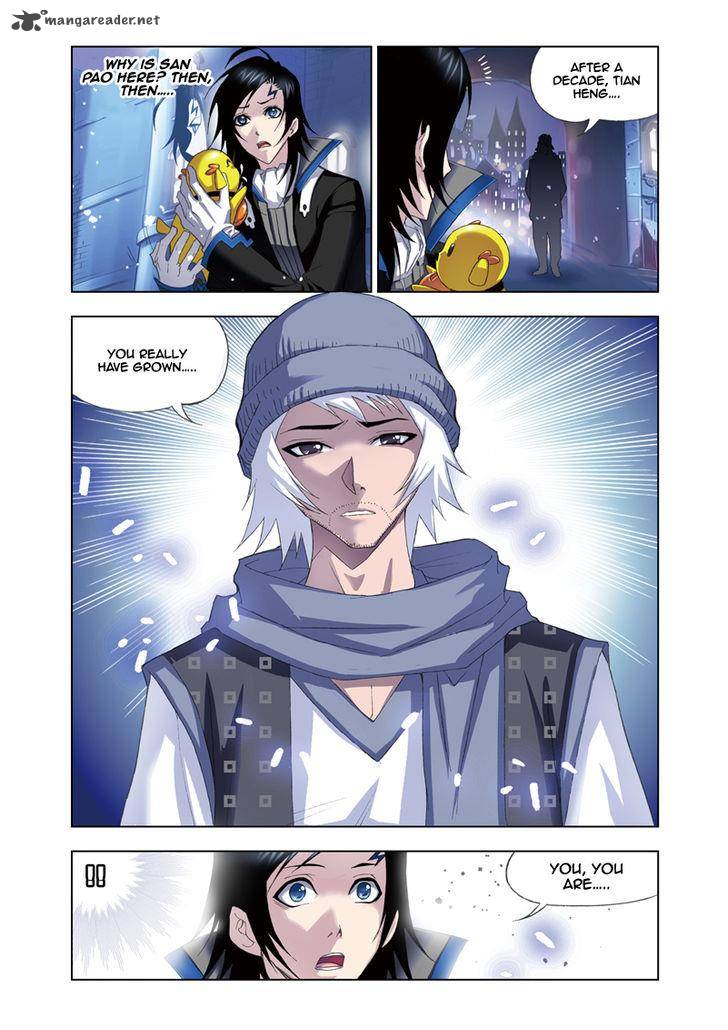 mangareader.net
WHY IS SAN
PAO HERE? THEN,
THEN.....
AFTER A
DECADE, TIAN
HENG....
YOU REALLY
HAVE GROWN.....
!!
YOU, YOU
ARE.....